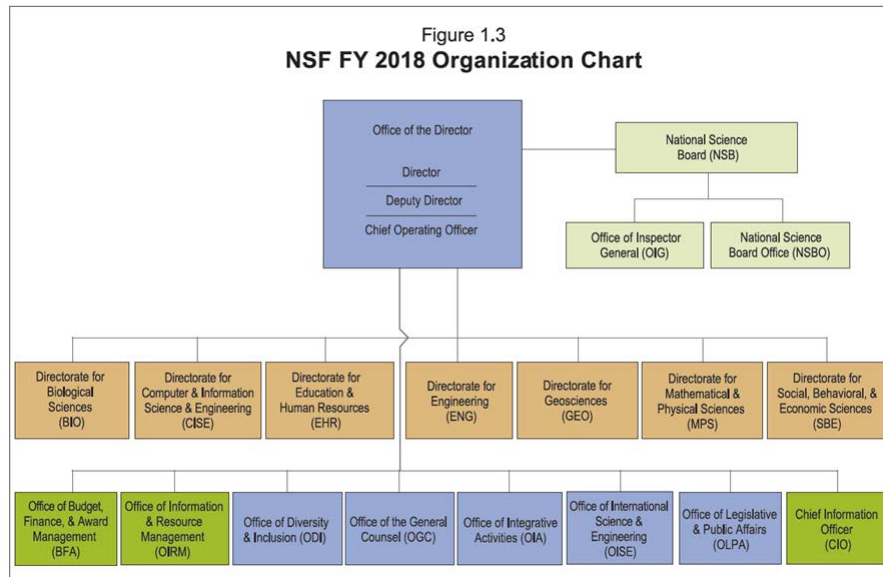 Figure 1.3
NSF FY 2018 Organization Chart
Office of the Director
Director
Deputy Director
Chief Operating Officer
National Science
Board (NSB)
Office of Inspector
General (OIG)
National Science
Board Office (NSBO)
Directorate for
Biological
Sciences
(BIO)
Directorate for
Computer & Information
Science & Engineering
(CISE)
Directorate for
Education &
Human Resources
(EHR)
Directorate for
Engineering
(ENG)
Directorate for
Geosciences
(GEO)
Directorate for
Mathematical &
Physical Sciences
(MPS)
Directorate for
Social, Behavioral, &
Economic Sciences
(SBE)
Office of Budget,
Finance, & Award
Management
(BFA)
Office of Information
& Resource
Management
(OIRM)
Office of Diversity
& Inclusion (ODI)
Office of the General
Counsel (OGC)
Office of Integrative
Activities (OIA)
Office of International
Science &
Engineering
(OISE)
Office of Legislative
& Public Affairs
(OLPA)
Chief Information
Officer
(CIO)